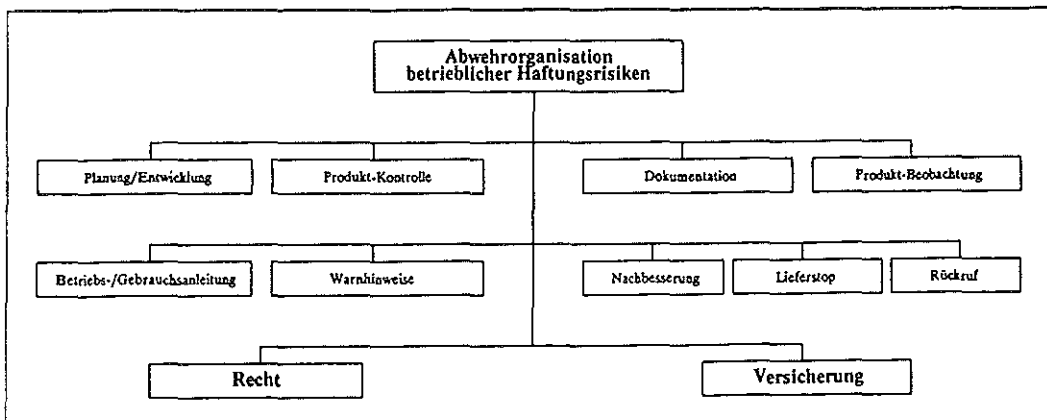 Abwehrorganisation
betrieblicher Haftungsrisiken
Planung/Entwicklung
Produkt-Kontrolle
Dokumentation
Produkt-Beobachtung
Betriebs-/Gebrauchsanleitung
Warnhinweise
Nachbesserung
Lieferstop
Rückruf
Recht
Versicherung